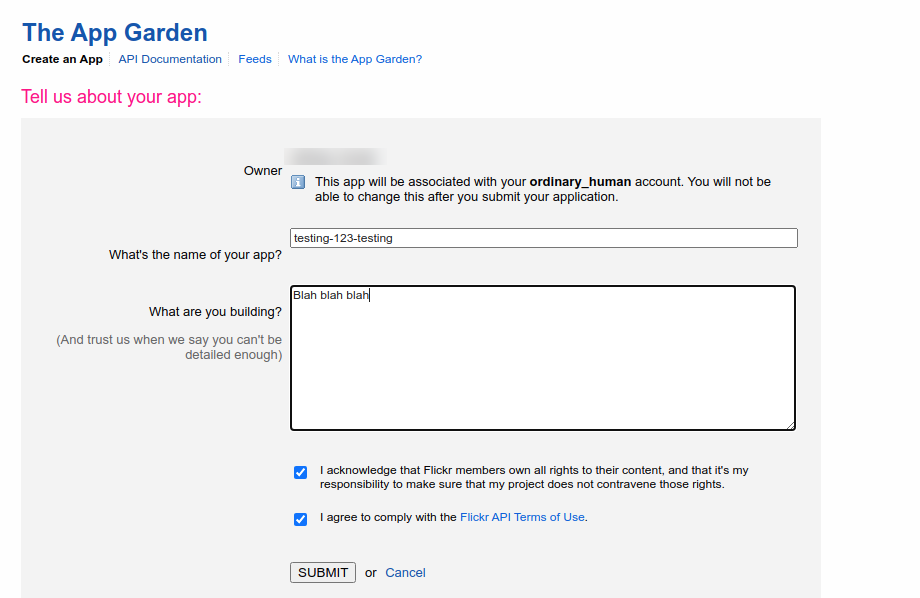 The App Garden
Create an App API Documentation Feeds What is the App Garden?
Tell us about your app:
Owner
This app will be associated with your ordinary_human account. You will not be
able to change this after you submit your application.
What's the name of your app?
testing-123-testing
What are you building?
(And trust us when we say you can't be
detailed enough)
Blah blah blah
I acknowledge that Flickr members own all rights to their content, and that it's my
responsibility to make sure that my project does not contravene those rights.
I agree to comply with the Flickr API Terms of Use.
SUBMIT or Cancel